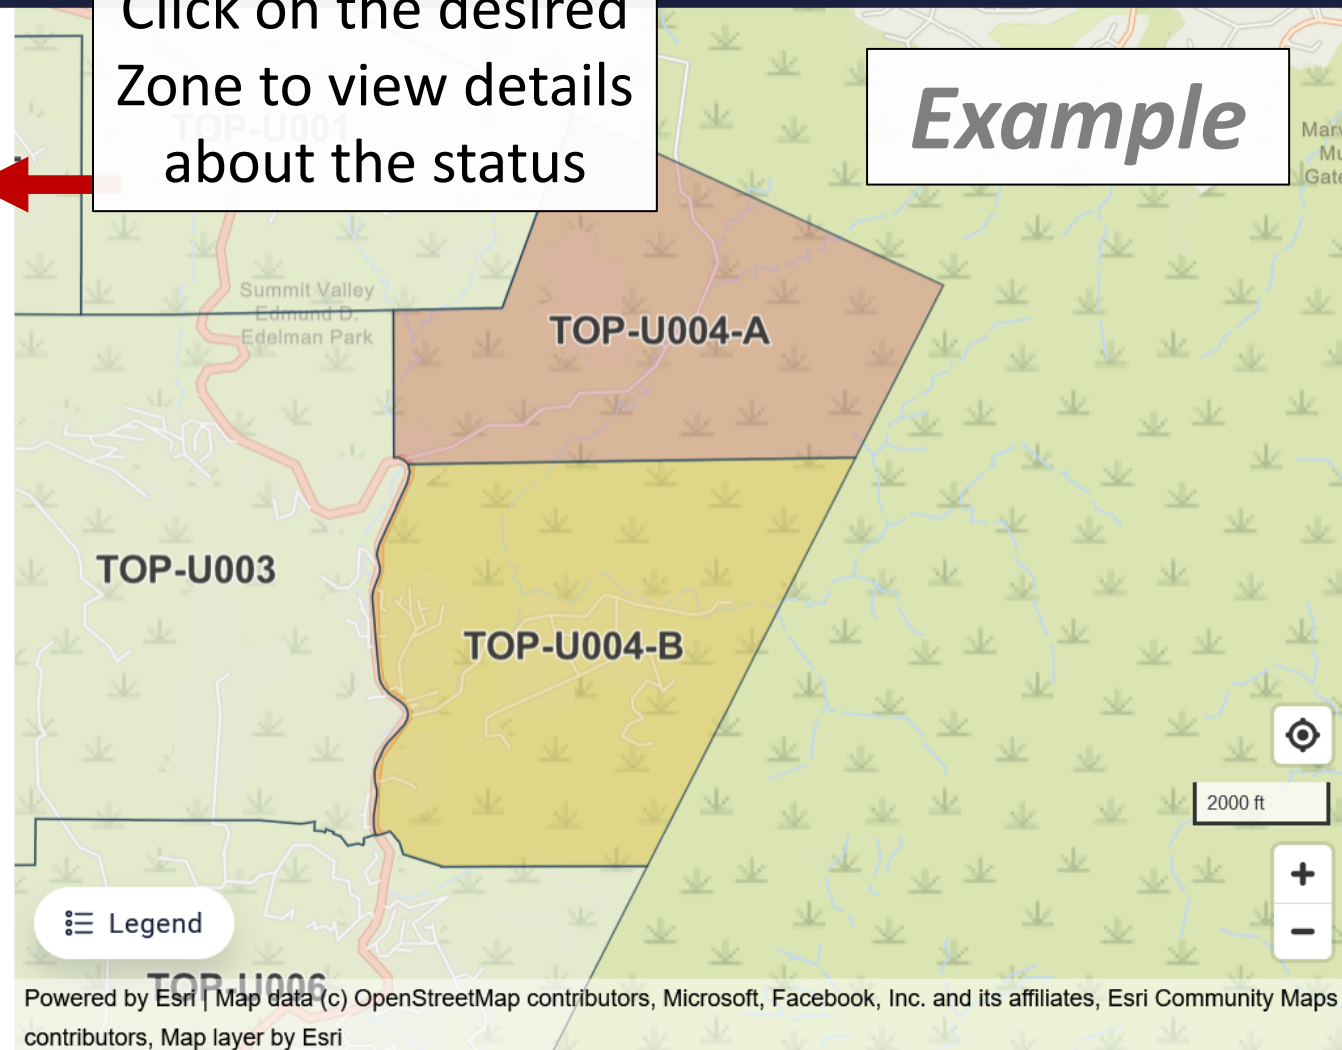 Click on the desired
Zone to view details
about the status
Example
TOP-U001
Summit Valley
Edmund D.
Edelman Park
TOP-U004-A
TOP-U003
TOP-U004-B
2000 ft
+
−
Legend
TOP-U006
Powered by Esri | Map data (c) OpenStreetMap contributors, Microsoft, Facebook, Inc. and its affiliates, Esri Community Maps
contributors, Map layer by Esri